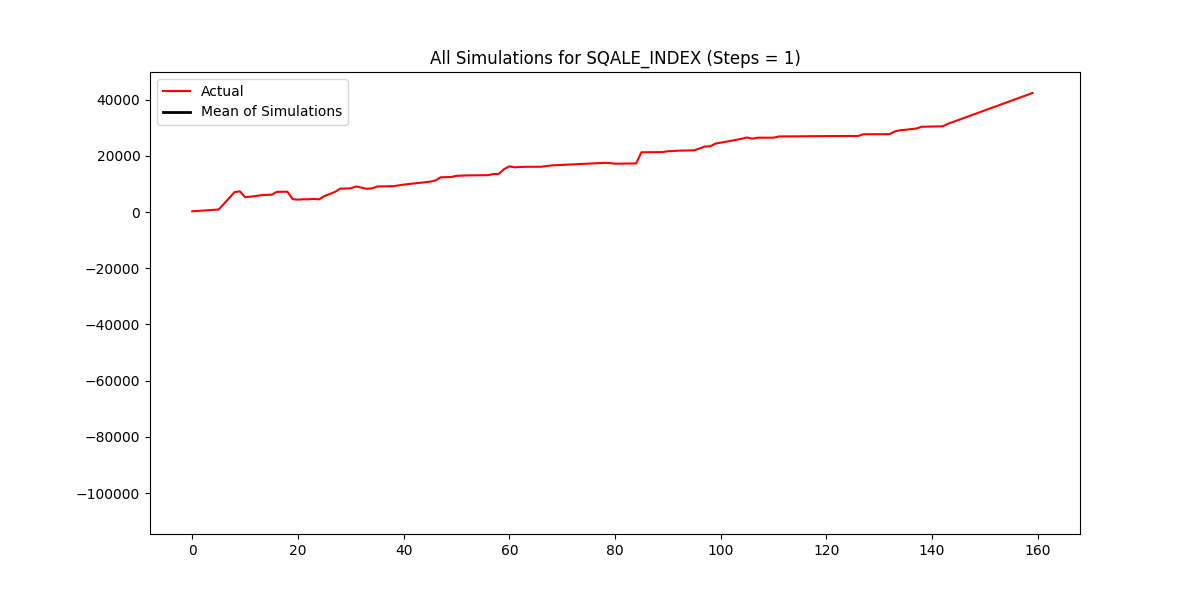 All Simulations for SQALE_INDEX (Steps = 1)
Actual
Mean of Simulations
40000
20000
0
−20000
−40000
−60000
−80000
−100000
0 20 40 60 80 100 120 140 160